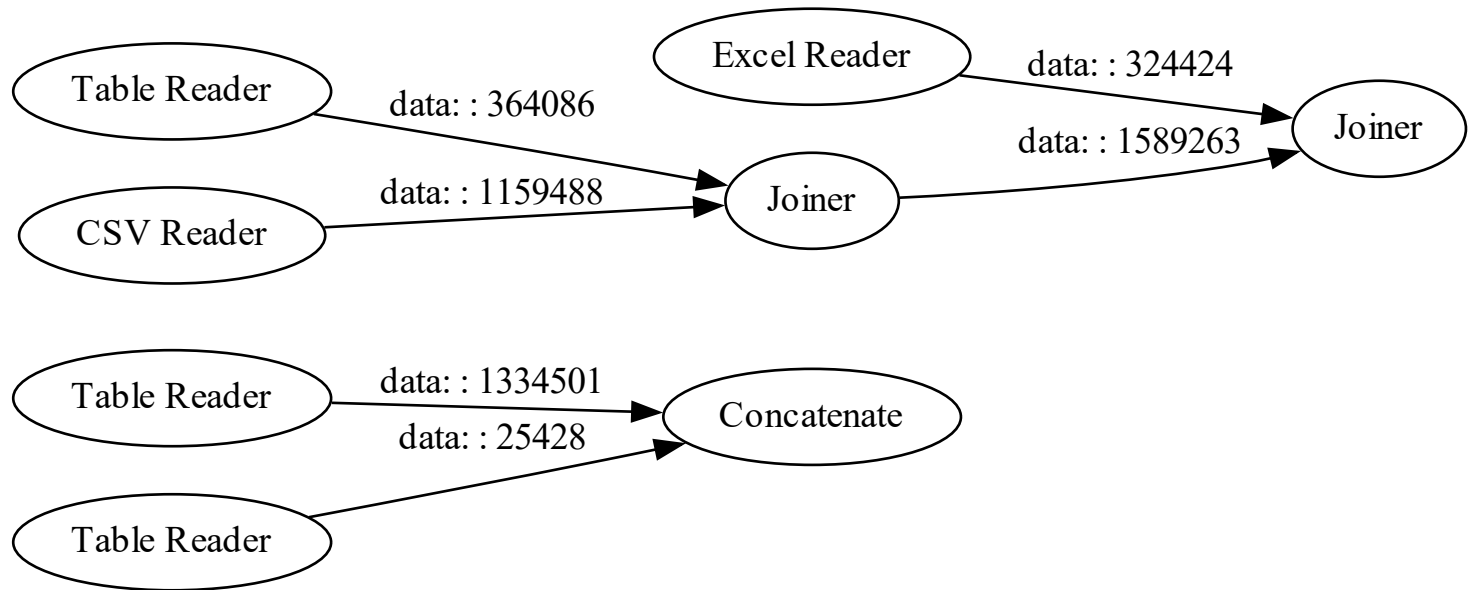 Excel Reader
data: : 324424
Table Reader
data: : 364086
Joiner
data: : 1589263
data: : 1159488
Joiner
CSV Reader
Table Reader
data: : 1334501
Concatenate
data: : 25428
Table Reader